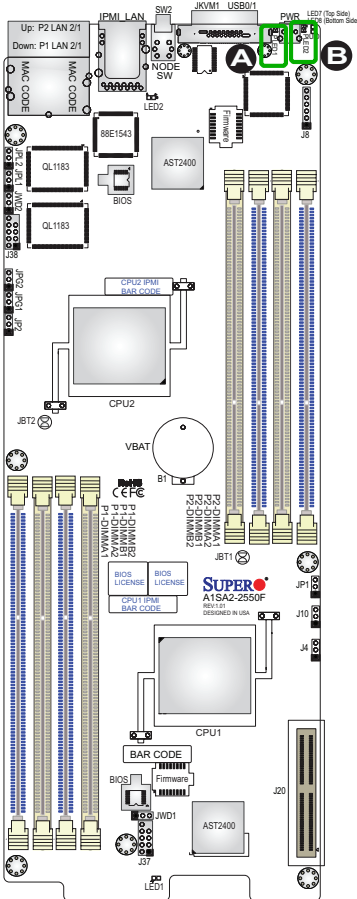 SW2
JKVM1 USB0/1
IPMI_LAN
PWR
LED7 (Top Side)
LED8 (Bottom Side)
Up: P2 LAN 2/1
Down: P1 LAN 2/1
A
B
NODE
SW
MAC CODE
MAC CODE
LED2
Firmware
J8
88E1543
AST2400
BIOS
JPL2
JPL1
JWD2
QL1183
QL1183
J38
CPU2 IPMI
BAR CODE
JPG2
JPG1
JP2
CPU2
JBT2
VBAT
B1
RoHS
CE FC
P1-DIMMB2
P1-DIMMB1
P1-DIMMA2
P1-DIMMA1
P2-DIMMA1
P2-DIMMA2
P2-DIMMB1
P2-DIMMB2
JBT1
BIOS
LICENSE
BIOS
LICENSE
CPU1 IPMI
BAR CODE
SUPER
A1SA2-2550F
REV:1.01
DESIGNED IN USA
JP1
J10
J4
CPU1
BAR CODE
BIOS
Firmware
JWD1
AST2400
J20
J37
LED1